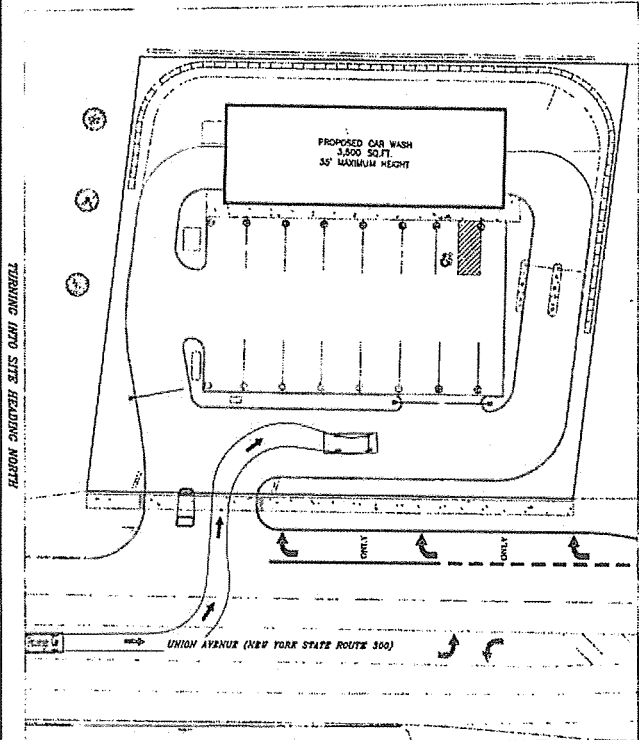 PROPOSED CAR WASH
3,500 SQ.FT.
35' MAXIMUM HEIGHT
TURNING INTO SITE HEADING NORTH
ONLY
ONLY
UNION AVENUE (NEW YORK STATE ROUTE 300)